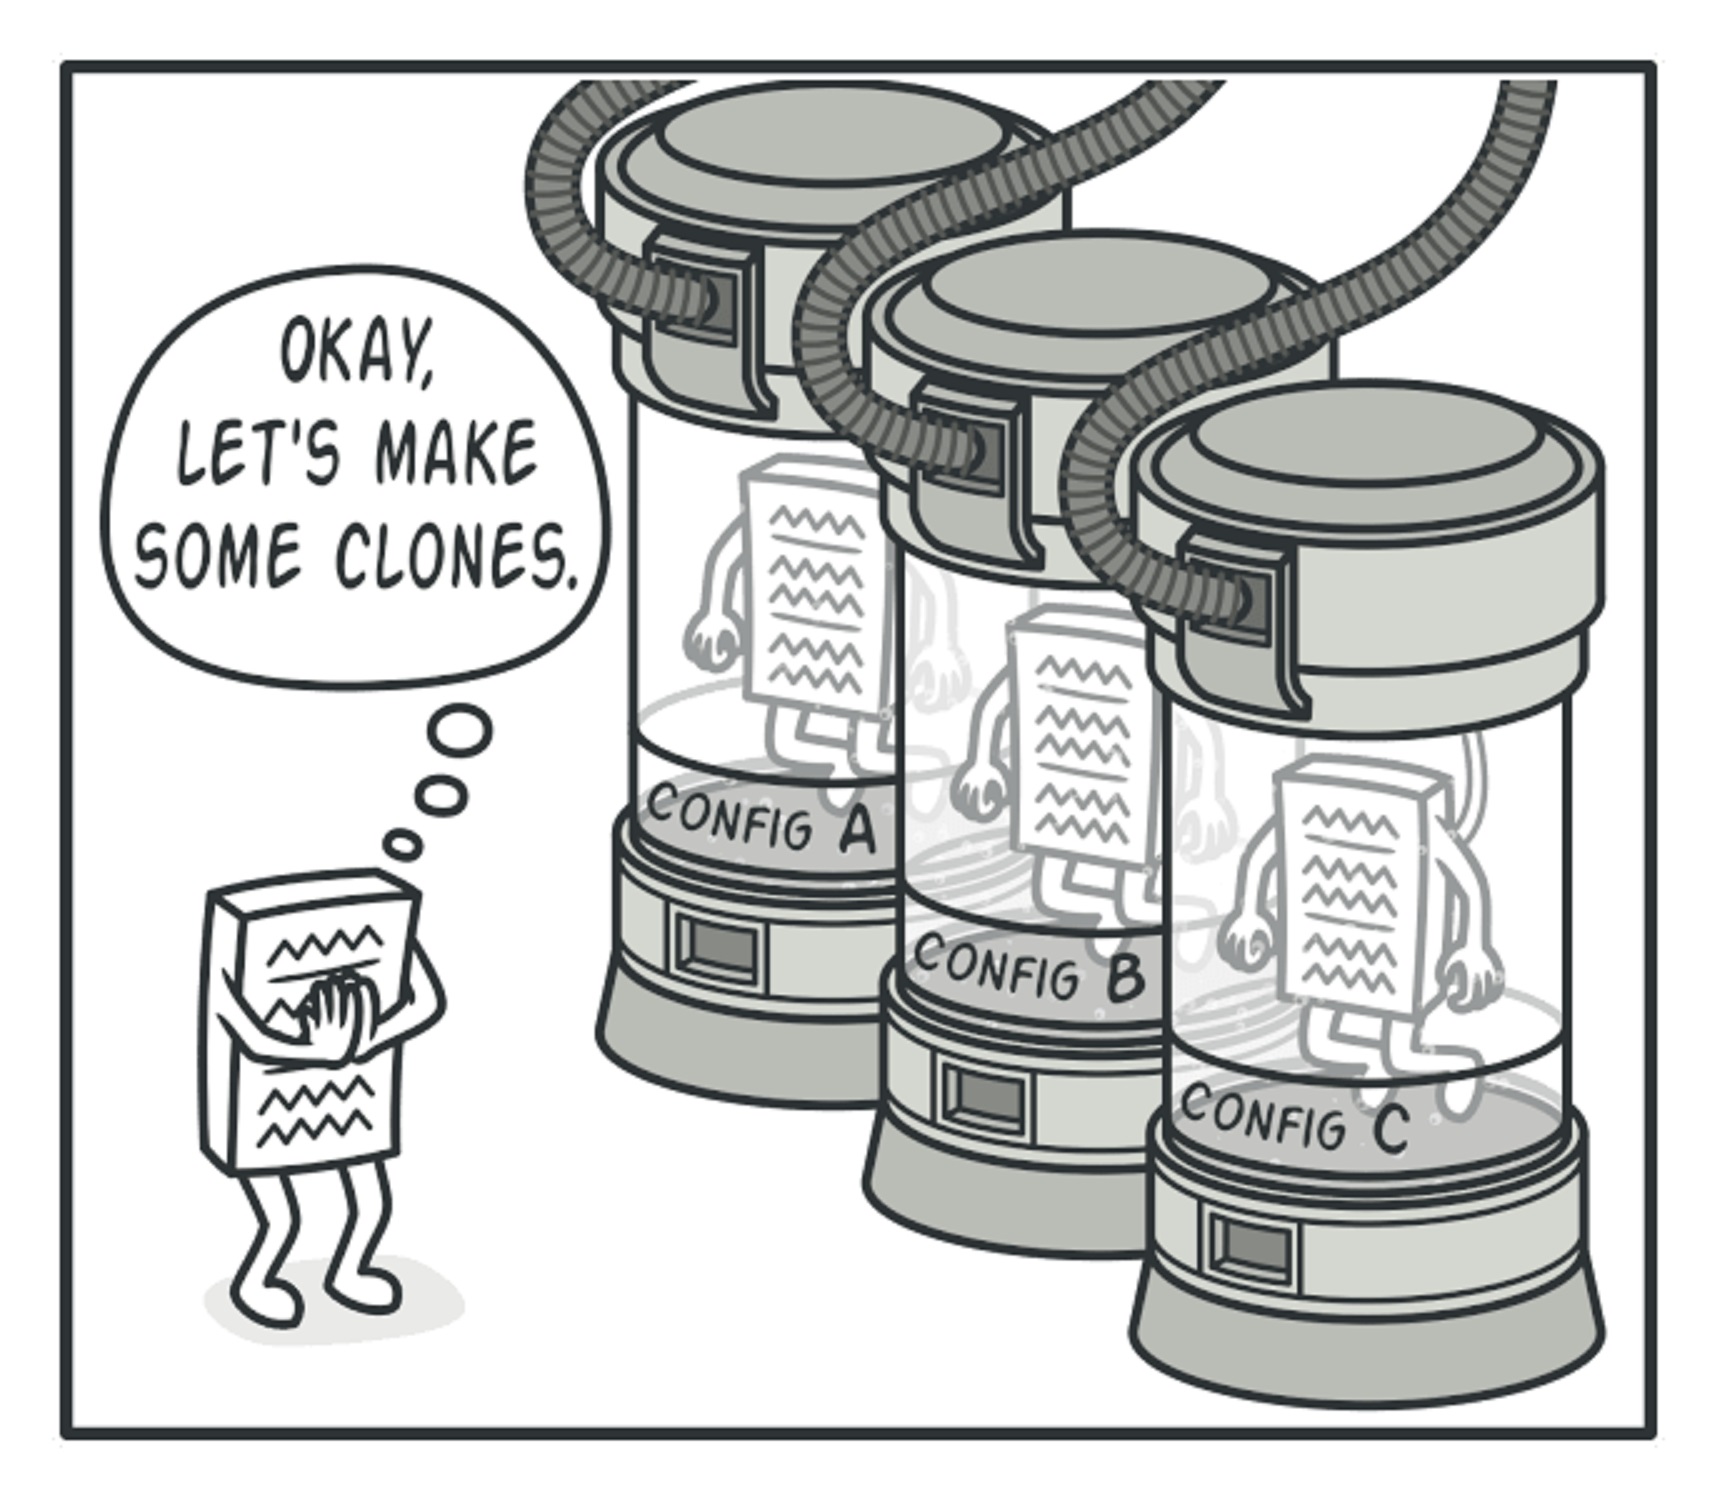 OKAY,
LET'S MAKE
SOME CLONES.
CONFIG A
CONFIG B
CONFIG C